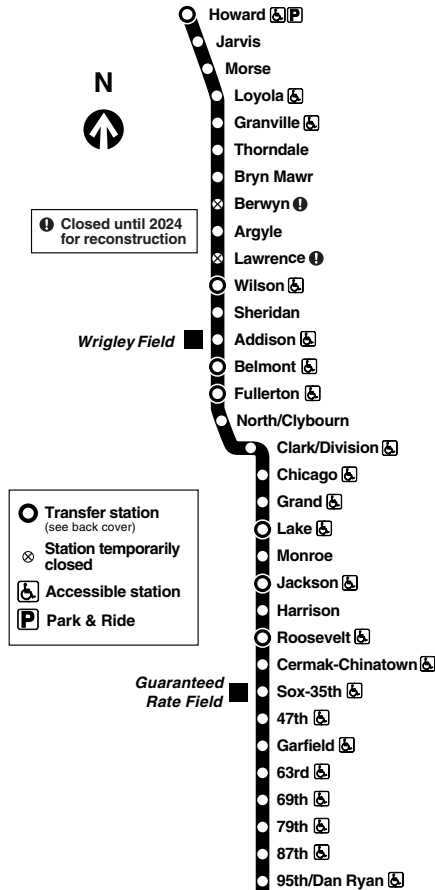 Howard P
Jarvis
Morse
N
Loyola
Granville
Thorndale
Bryn Mawr
Berwyn !
! Closed until 2024
for reconstruction
Argyle
Lawrence !
Wilson
Sheridan
Wrigley Field
Addison
Belmont
Fullerton
North/Clybourn
Clark/Division
Chicago
Grand
Lake
Monroe
Jackson
Harrison
Roosevelt
Transfer station
(see back cover)
Station temporarily
closed
Accessible station
P Park & Ride
Cermak-Chinatown
Guaranteed
Rate Field
Sox-35th
47th
Garfield
63rd
69th
79th
87th
95th/Dan Ryan